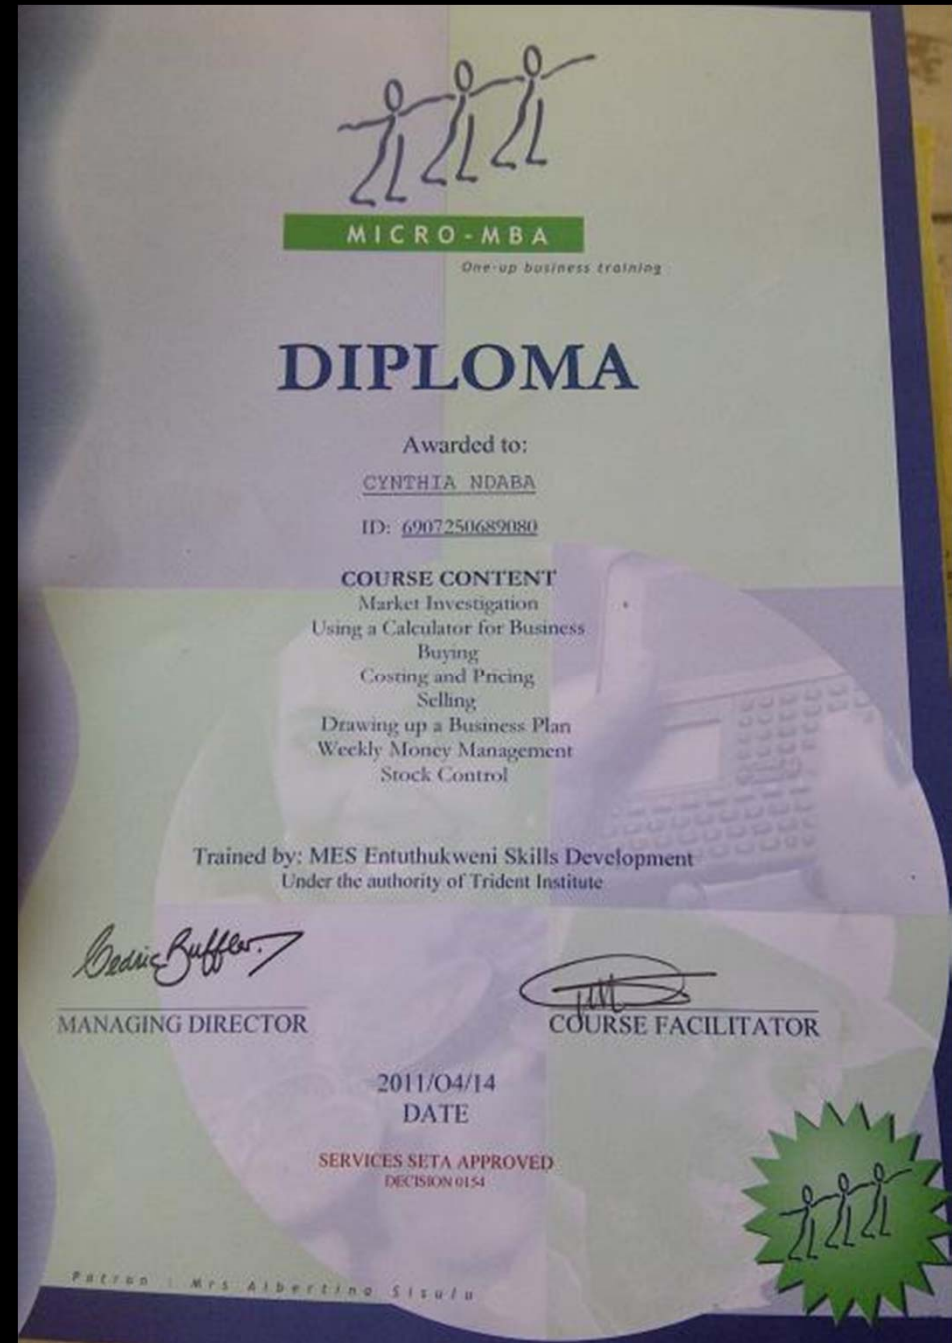 MICRO-MBA
One-up business training
DIPLOMA
Awarded to:
CYNTHIA NDABA
ID: 6907250689080
COURSE CONTENT
Market Investigation
Using a Calculator for Business
Buying
Costing and Pricing
Selling
Drawing up a Business Plan
Weekly Money Management
Stock Control
Trained by: MES Entuthukweni Skills Development
Under the authority of Trident Institute
Cedric Buffler.
MANAGING DIRECTOR
COURSE FACILITATOR
2011/O4/14
DATE
SERVICES SETA APPROVED
DECISION 0154
Patron : Mrs Albertina Sisulu